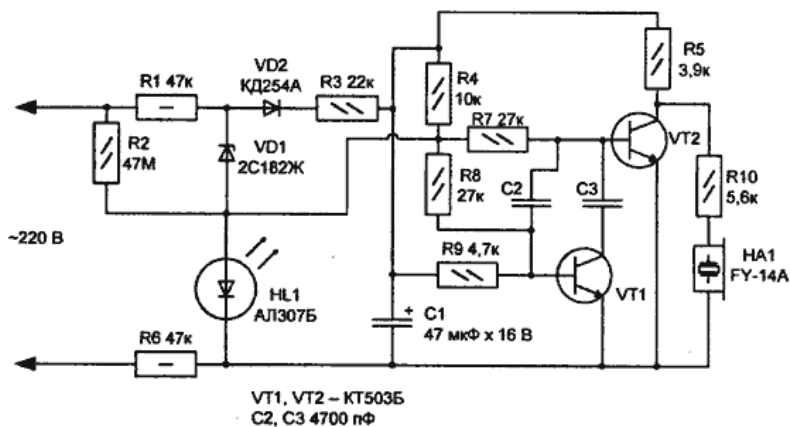 R1 47к
R2
47М
VD2
КД254А
VD1
2С182Ж
R3 22к
R4
10к
R5
3,9к
R7 27к
R8
27к
C2
C3
VT2
R10
5,6к
R9 4,7к
VT1
HA1
FY-14A
~220 В
HL1
АЛ307Б
+
C1
47 мкФ x 16 В
R6 47к
VT1, VT2 – КТ503Б
C2, C3 4700 пФ